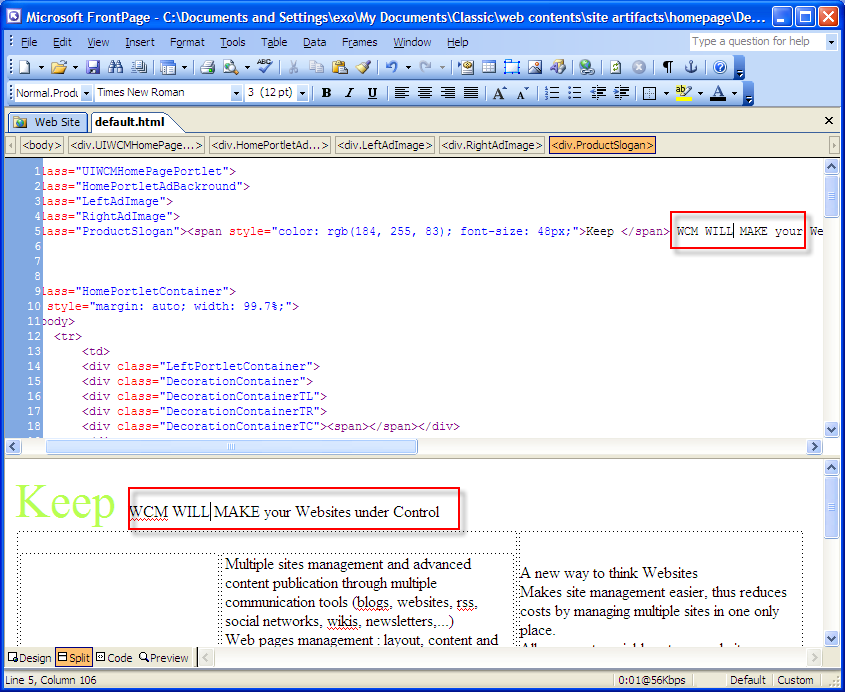 Microsoft FrontPage - C:\Documents and Settings\exo\My Documents\Classic\web contents\site artifacts\homepage\De...
File Edit View Insert Format Tools Table Data Frames Window Help Type a question for help
Normal.Produ Times New Roman 3 (12 pt) B I U A A A
Web Site default.html
<body> <div.UIWCMHomePage...> <div.HomePortletAd...> <div.LeftAdImage> <div.RightAdImage> <div.ProductSlogan>
1 lass="UIWCMHomePagePortlet">
2 lass="HomePortletAdBackround">
3 lass="LeftAdImage">
4 lass="RightAdImage">
5 lass="ProductSlogan"><span style="color: rgb(184, 255, 83); font-size: 48px;">Keep </span> WCM WILL MAKE your We
6
7
8
9 lass="HomePortletContainer">
10 style="margin: auto; width: 99.7%;">
11 body>
12 <tr>
13 <td>
14 <div class="LeftPortletContainer">
15 <div class="DecorationContainer">
16 <div class="DecorationContainerTL">
17 <div class="DecorationContainerTR">
18 <div class="DecorationContainerTC"><span></span></div>
Keep WCM WILL MAKE your Websites under Control
Multiple sites management and advanced
content publication through multiple
communication tools (blogs, websites, rss,
social networks, wikis, newsletters,...)
Web pages management : layout, content and
A new way to think Websites
Makes site management easier, thus reduces
costs by managing multiple sites in one only
place.
Design Split Code Preview
Line 5, Column 106 0:01@56Kbps Default Custom